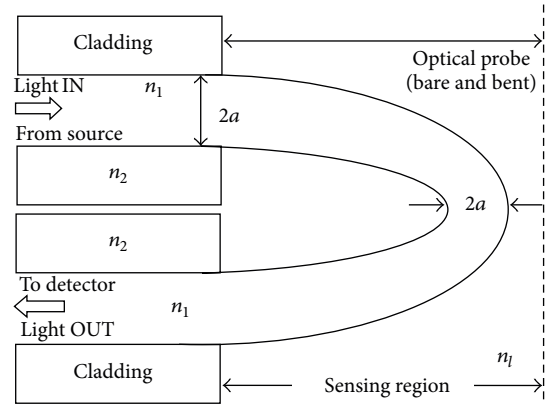 Cladding
Optical probe
(bare and bent)
Light IN
n₁
2a
From source
n₂
2a
n₂
To detector
n₁
Light OUT
n_l
Cladding
Sensing region